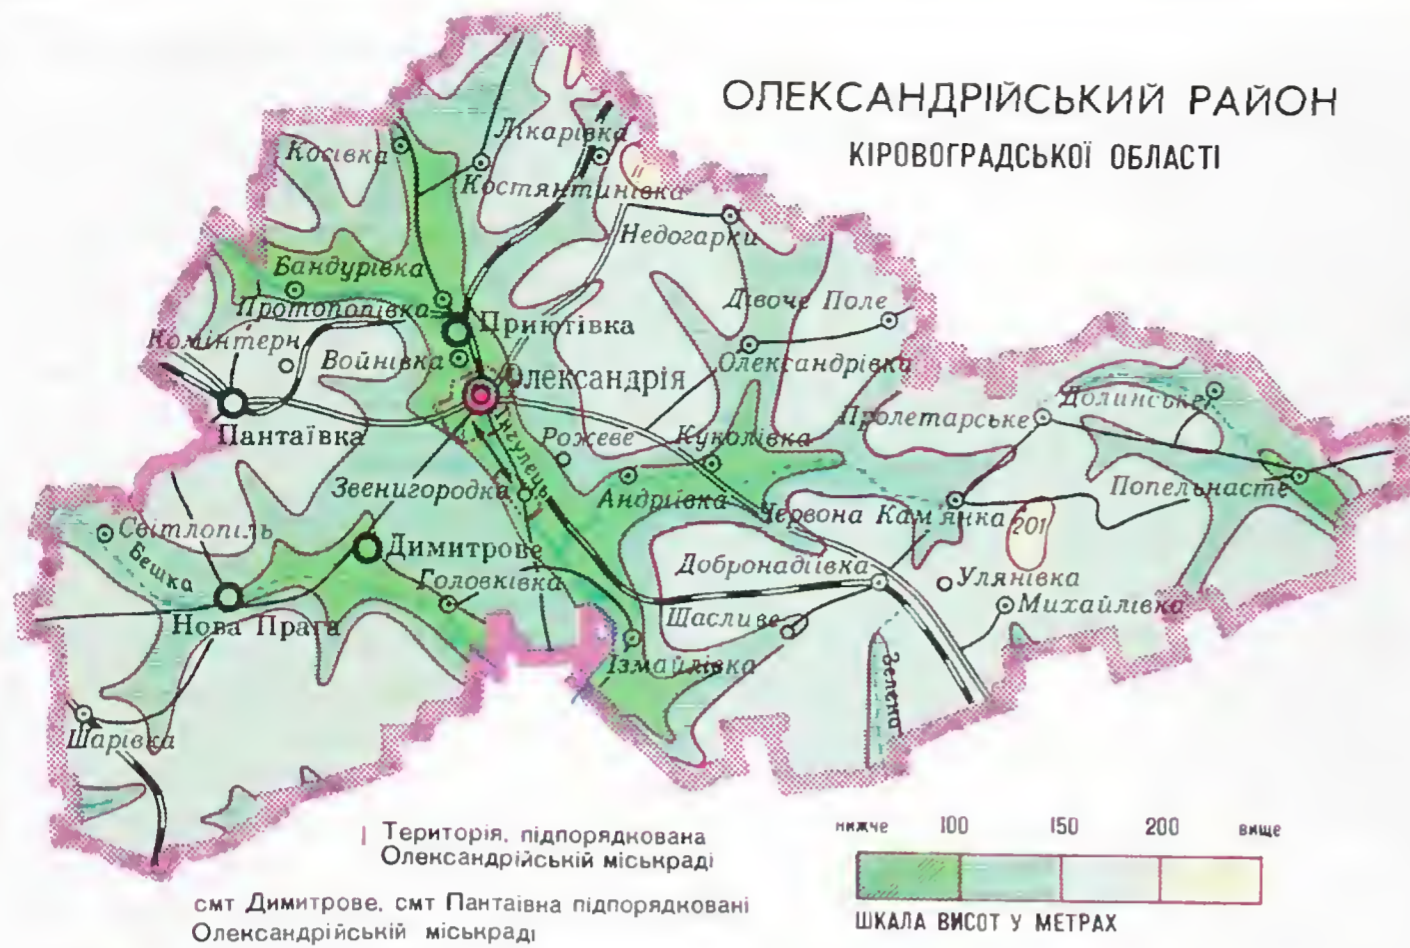 ОЛЕКСАНДРІЙСЬКИЙ РАЙОН
КІРОВОГРАДСЬКОЇ ОБЛАСТІ
Лікарівка
Косівка
Костянтинівка
Недогарки
Бандурівка
Протопопівка
Приютівка
Дівоче Поле
Комінтерн
Войнівка
Олександрія
Олександрівка
Пантаївка
Інгулець
Рожеве
Куколівка
Пролетарське
Долинське
Звенигородка
Андріївка
Червона Кам'янка
Попельнасте
201
Світлопіль
Бешка
Димитрове
Головківка
Добронадіївка
Улянівка
Михайлівка
Нова Прага
Щасливе
Ізмайлівка
Зелена
Шарівка
Територія, підпорядкована
Олександрійській міськраді
смт Димитрове, смт Пантаївна підпорядковані
Олександрійській міськраді
нижче 100 150 200 вище
ШКАЛА ВИСОТ У МЕТРАХ